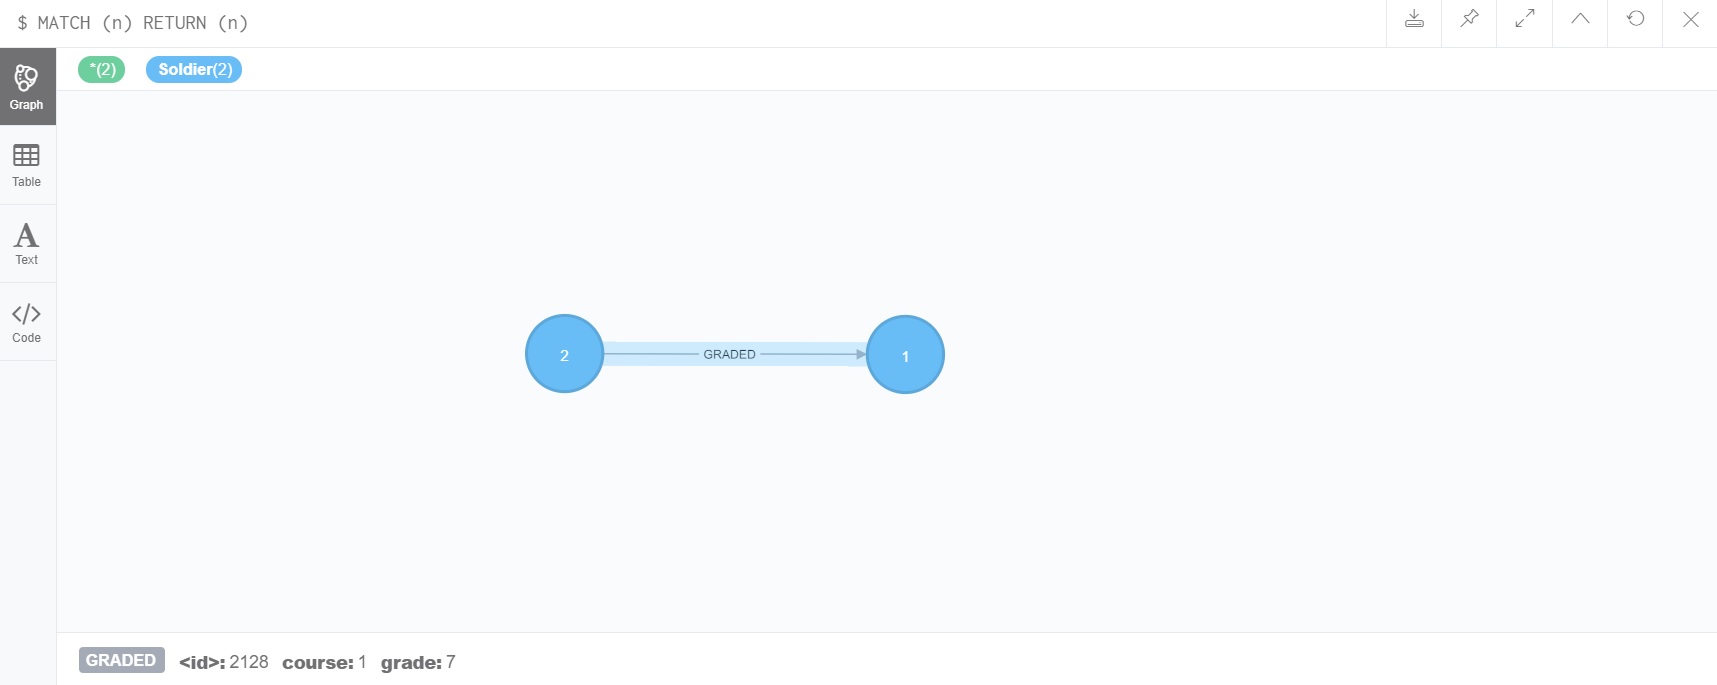 $ MATCH (n) RETURN (n)
*(2) Soldier(2)
Graph
Table
A
Text
</>
Code
2 GRADED 1
GRADED <id>: 2128 course: 1 grade: 7